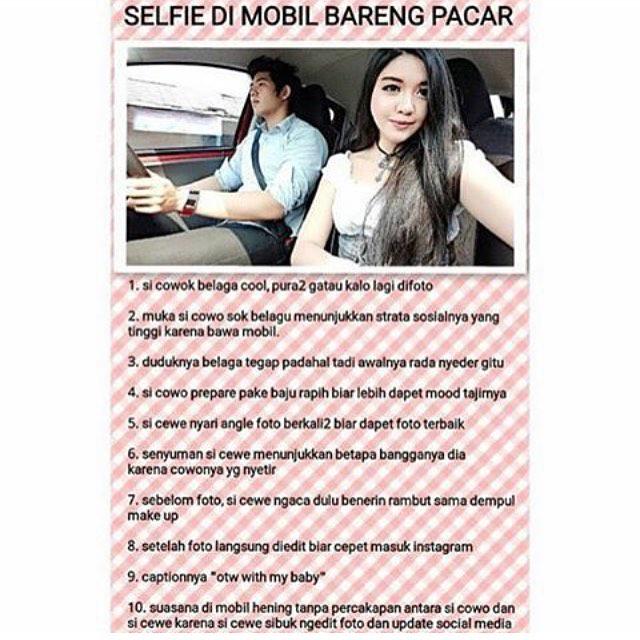 SELFIE DI MOBIL BARENG PACAR
1. si cowok belaga cool, pura2 gatau kalo lagi difoto
2. muka si cowo sok belagu menunjukkan strata sosialnya yang
tinggi karena bawa mobil.
3. duduknya belaga tegap padahal tadi awalnya rada nyeder gitu
4. si cowo prepare pake baju rapih biar lebih dapet mood tajirnya
5. si cewe nyari angle foto berkali2 biar dapet foto terbaik
6. senyuman si cewe menunjukkan betapa bangganya dia
karena cowonya yg nyetir
7. sebelom foto, si cewe ngaca dulu benerin rambut sama dempul
make up
8. setelah foto langsung diedit biar cepet masuk instagram
9. captionnya "otw with my baby"
10. suasana di mobil hening tanpa percakapan antara si cowo dan
si cewe karena si cewe sibuk ngedit foto dan update social media